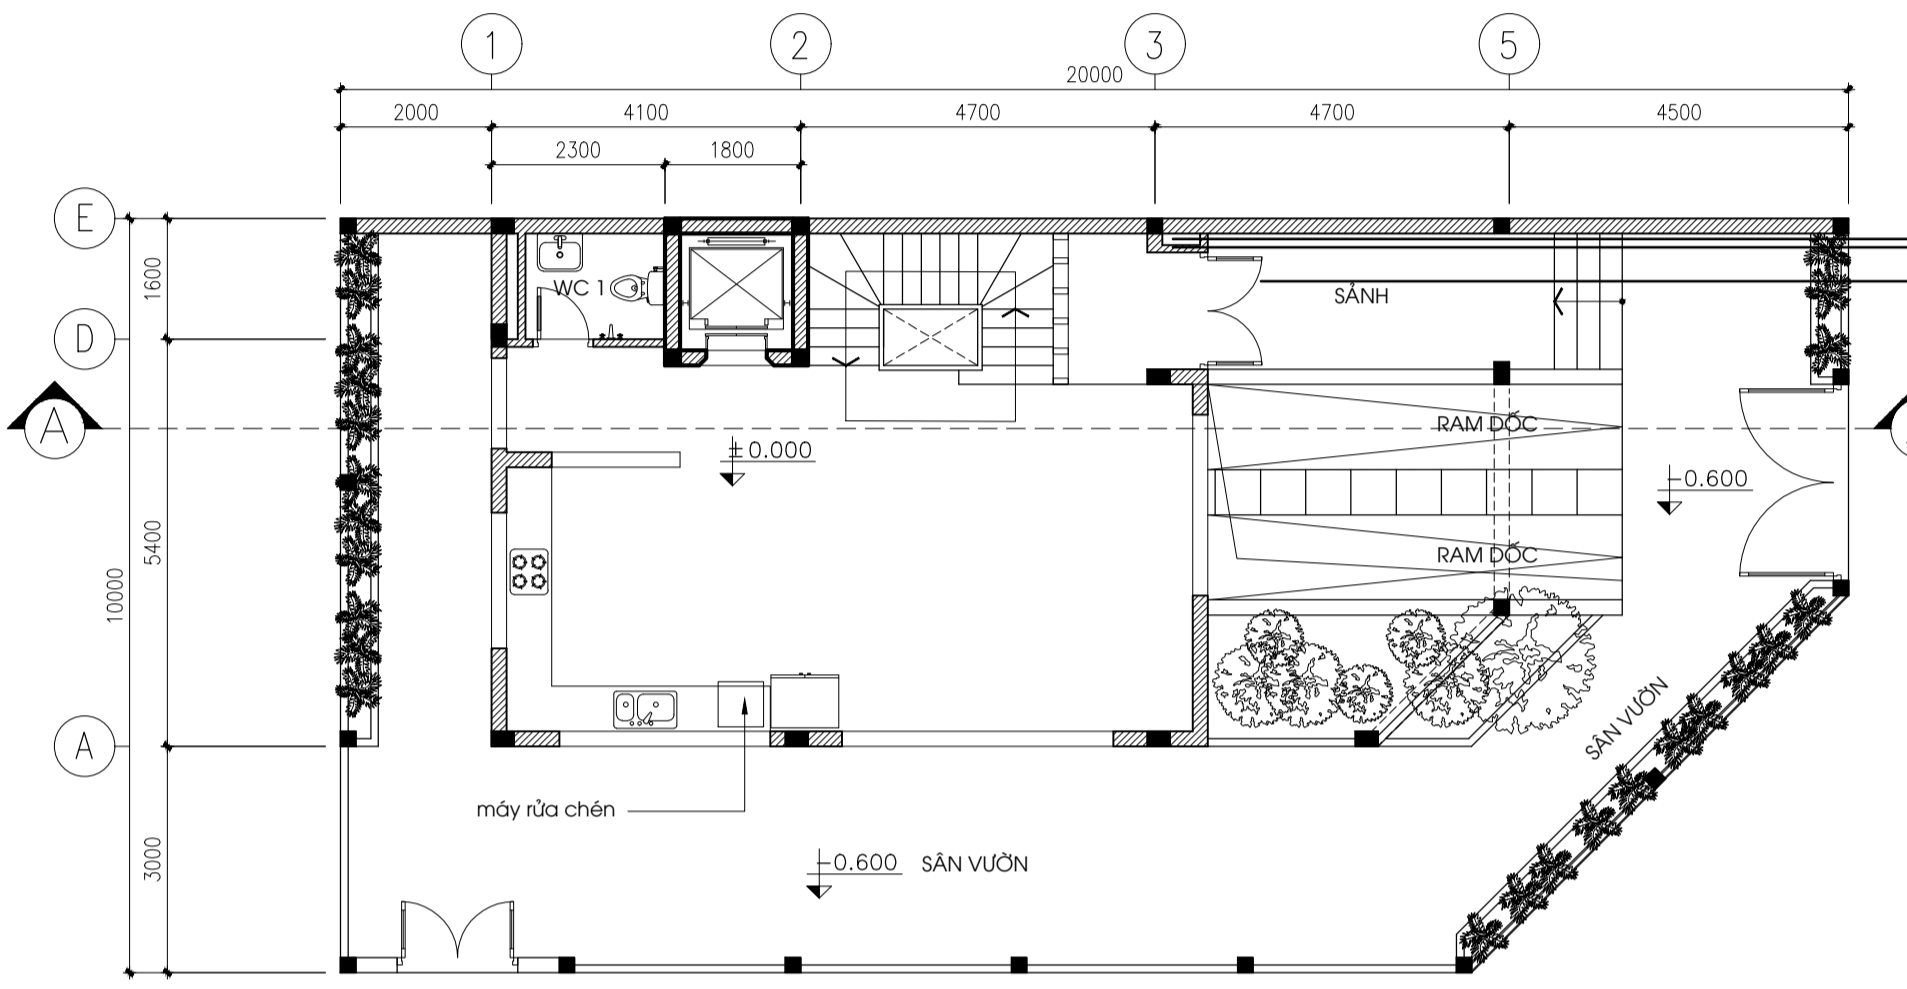 1
2
3
5
20000
2000
4100
4700
4700
4500
2300
1800
E
1600
WC 1
SẢNH
D
A
RAM DỐC
±0.000
-0.600
5400
RAM DỐC
10000
SÂN VƯỜN
A
máy rửa chén
3000
-0.600 SÂN VƯỜN